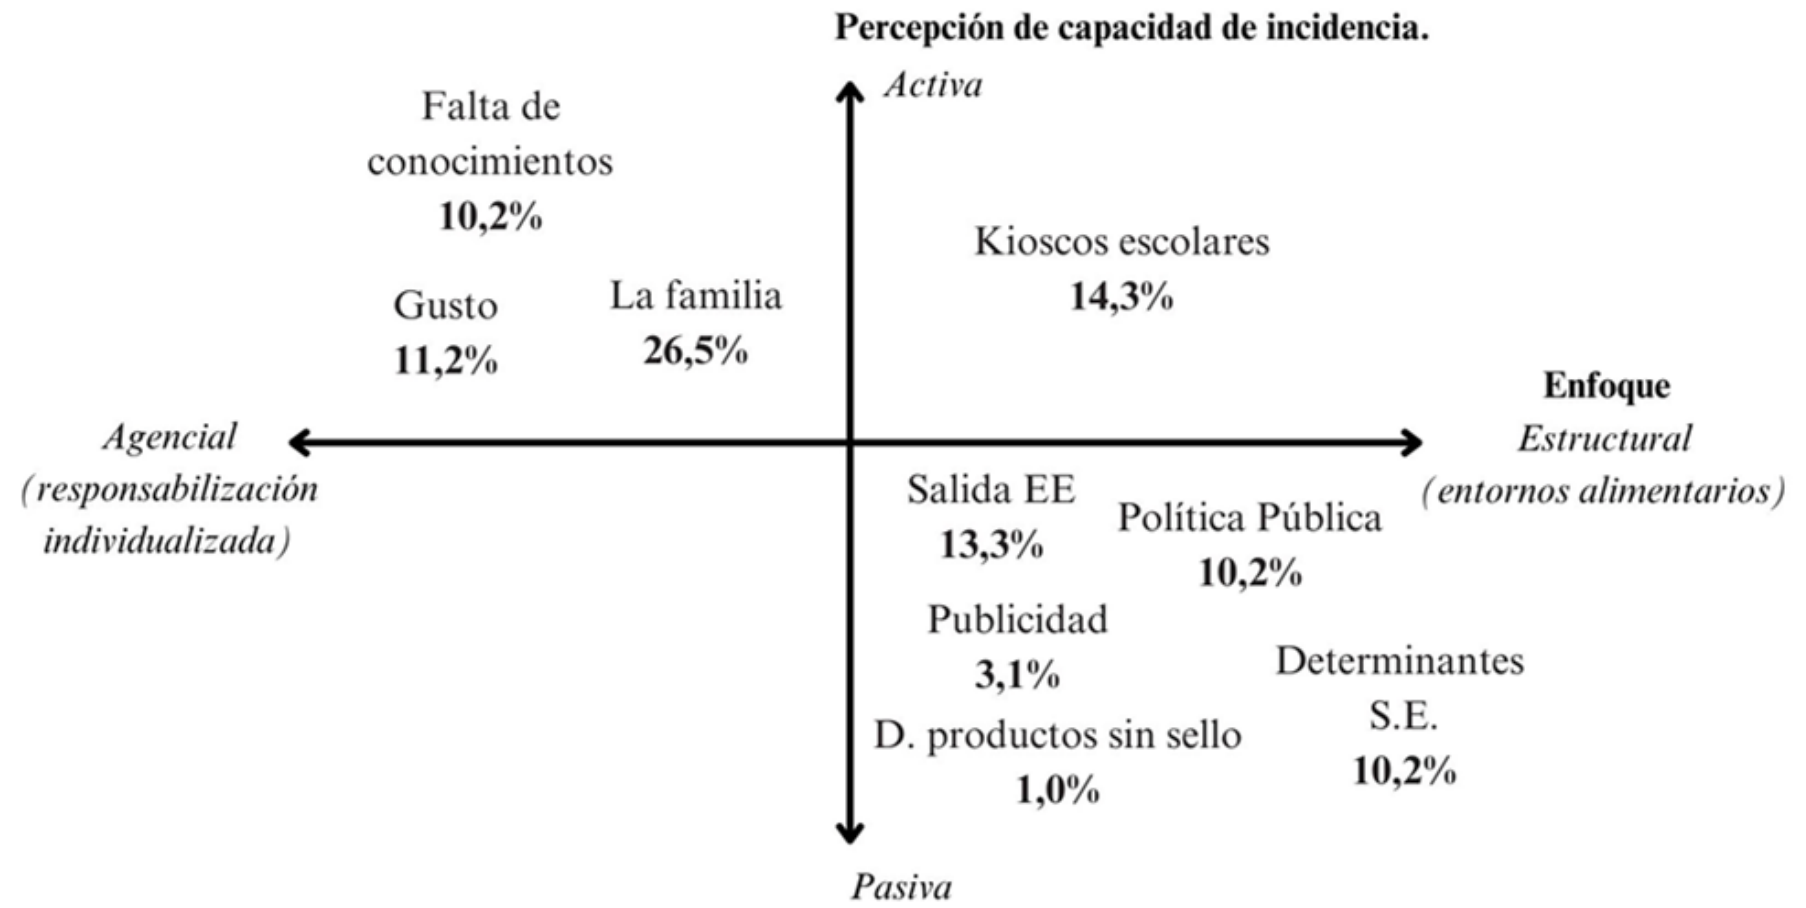 Percepción de capacidad de incidencia.
Activa
Falta de
conocimientos
10,2%
Kioscos escolares
14,3%
Gusto
11,2%
La familia
26,5%
Enfoque
Agencial
(responsabilización
individualizada)
Estructural
(entornos alimentarios)
Salida EE
13,3%
Política Pública
10,2%
Publicidad
3,1%
Determinantes
S.E.
10,2%
D. productos sin sello
1,0%
Pasiva